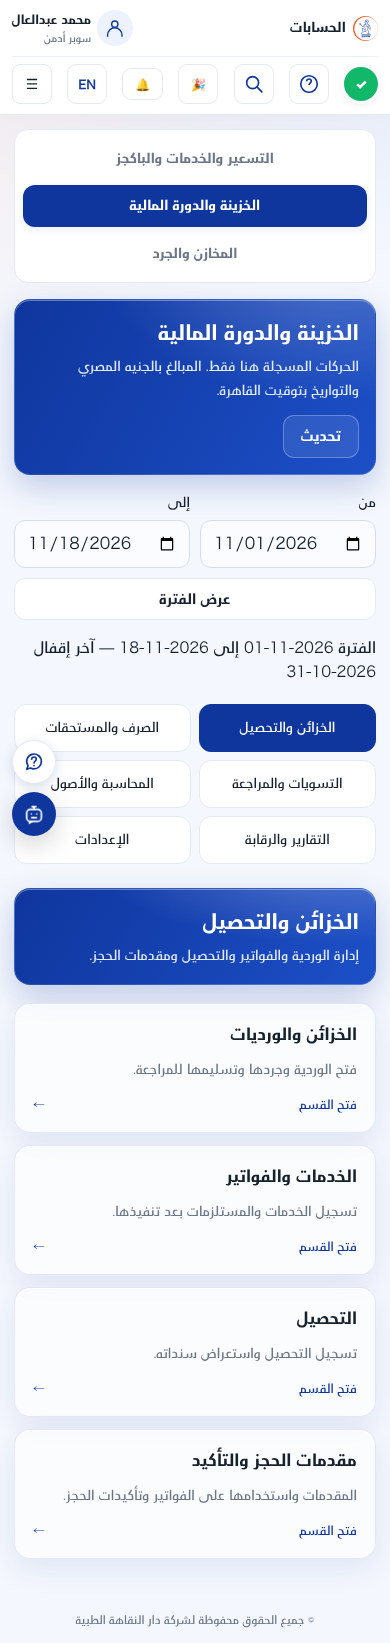 الحسابات
محمد عبدالعال
سوبر أدمن
EN
التسعير والخدمات والباكجز
الخزينة والدورة المالية
المخازن والجرد
الخزينة والدورة المالية
الحركات المسجلة هنا فقط. المبالغ بالجنيه المصري
والتواريخ بتوقيت القاهرة.
تحديث
من
إلى
11/01/2026
11/18/2026
عرض الفترة
الفترة 2026-11-01 إلى 2026-11-18 — آخر إقفال
2026-10-31
الخزائن والتحصيل
الصرف والمستحقات
التسويات والمراجعة
المحاسبة والأصول
التقارير والرقابة
الإعدادات
الخزائن والتحصيل
إدارة الوردية والفواتير والتحصيل ومقدمات الحجز.
الخزائن والورديات
فتح الوردية وجردها وتسليمها للمراجعة.
فتح القسم ←
الخدمات والفواتير
تسجيل الخدمات والمستلزمات بعد تنفيذها.
فتح القسم ←
التحصيل
تسجيل التحصيل واستعراض سنداته.
فتح القسم ←
مقدمات الحجز والتأكيد
المقدمات واستخدامها على الفواتير وتأكيدات الحجز.
فتح القسم ←
© جميع الحقوق محفوظة لشركة دار النقاهة الطبية